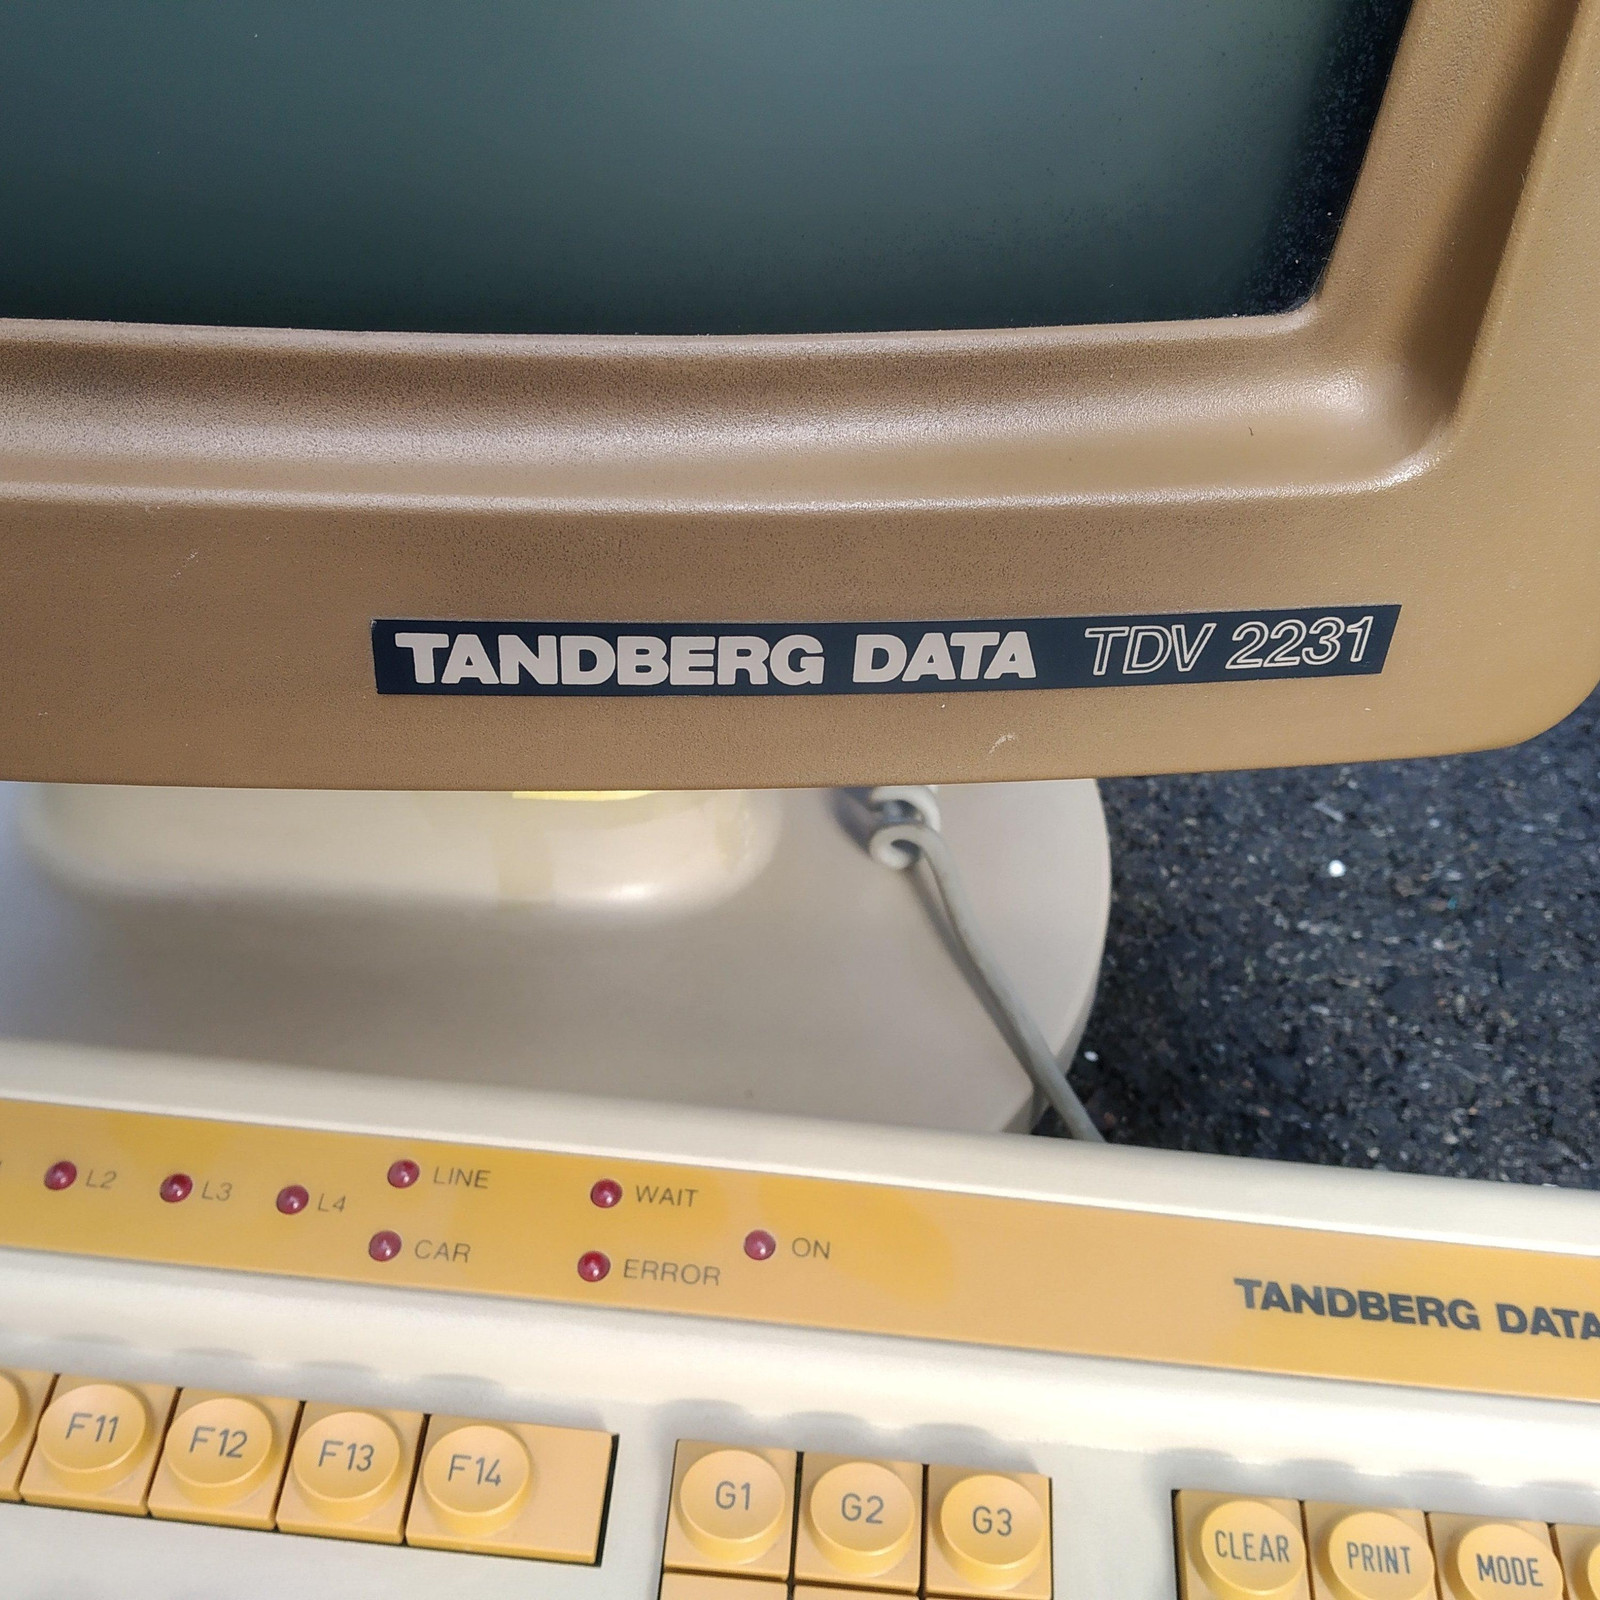 TANDBERG DATA TDV 2231
L2 L3 L4 LINE WAIT
CAR ERROR ON
TANDBERG DATA
F11 F12 F13 F14 G1 G2 G3 CLEAR PRINT MODE